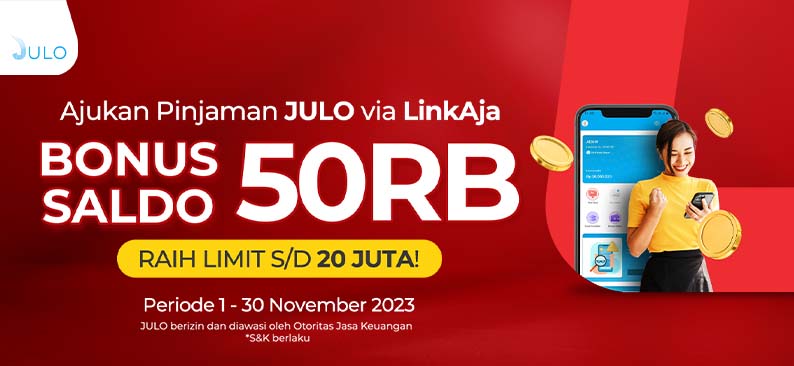 JULO
Ajukan Pinjaman JULO via LinkAja
BONUS
SALDO
50RB
RAIH LIMIT S/D 20 JUTA!
Periode 1 - 30 November 2023
JULO berizin dan diawasi oleh Otoritas Jasa Keuangan
*S&K berlaku